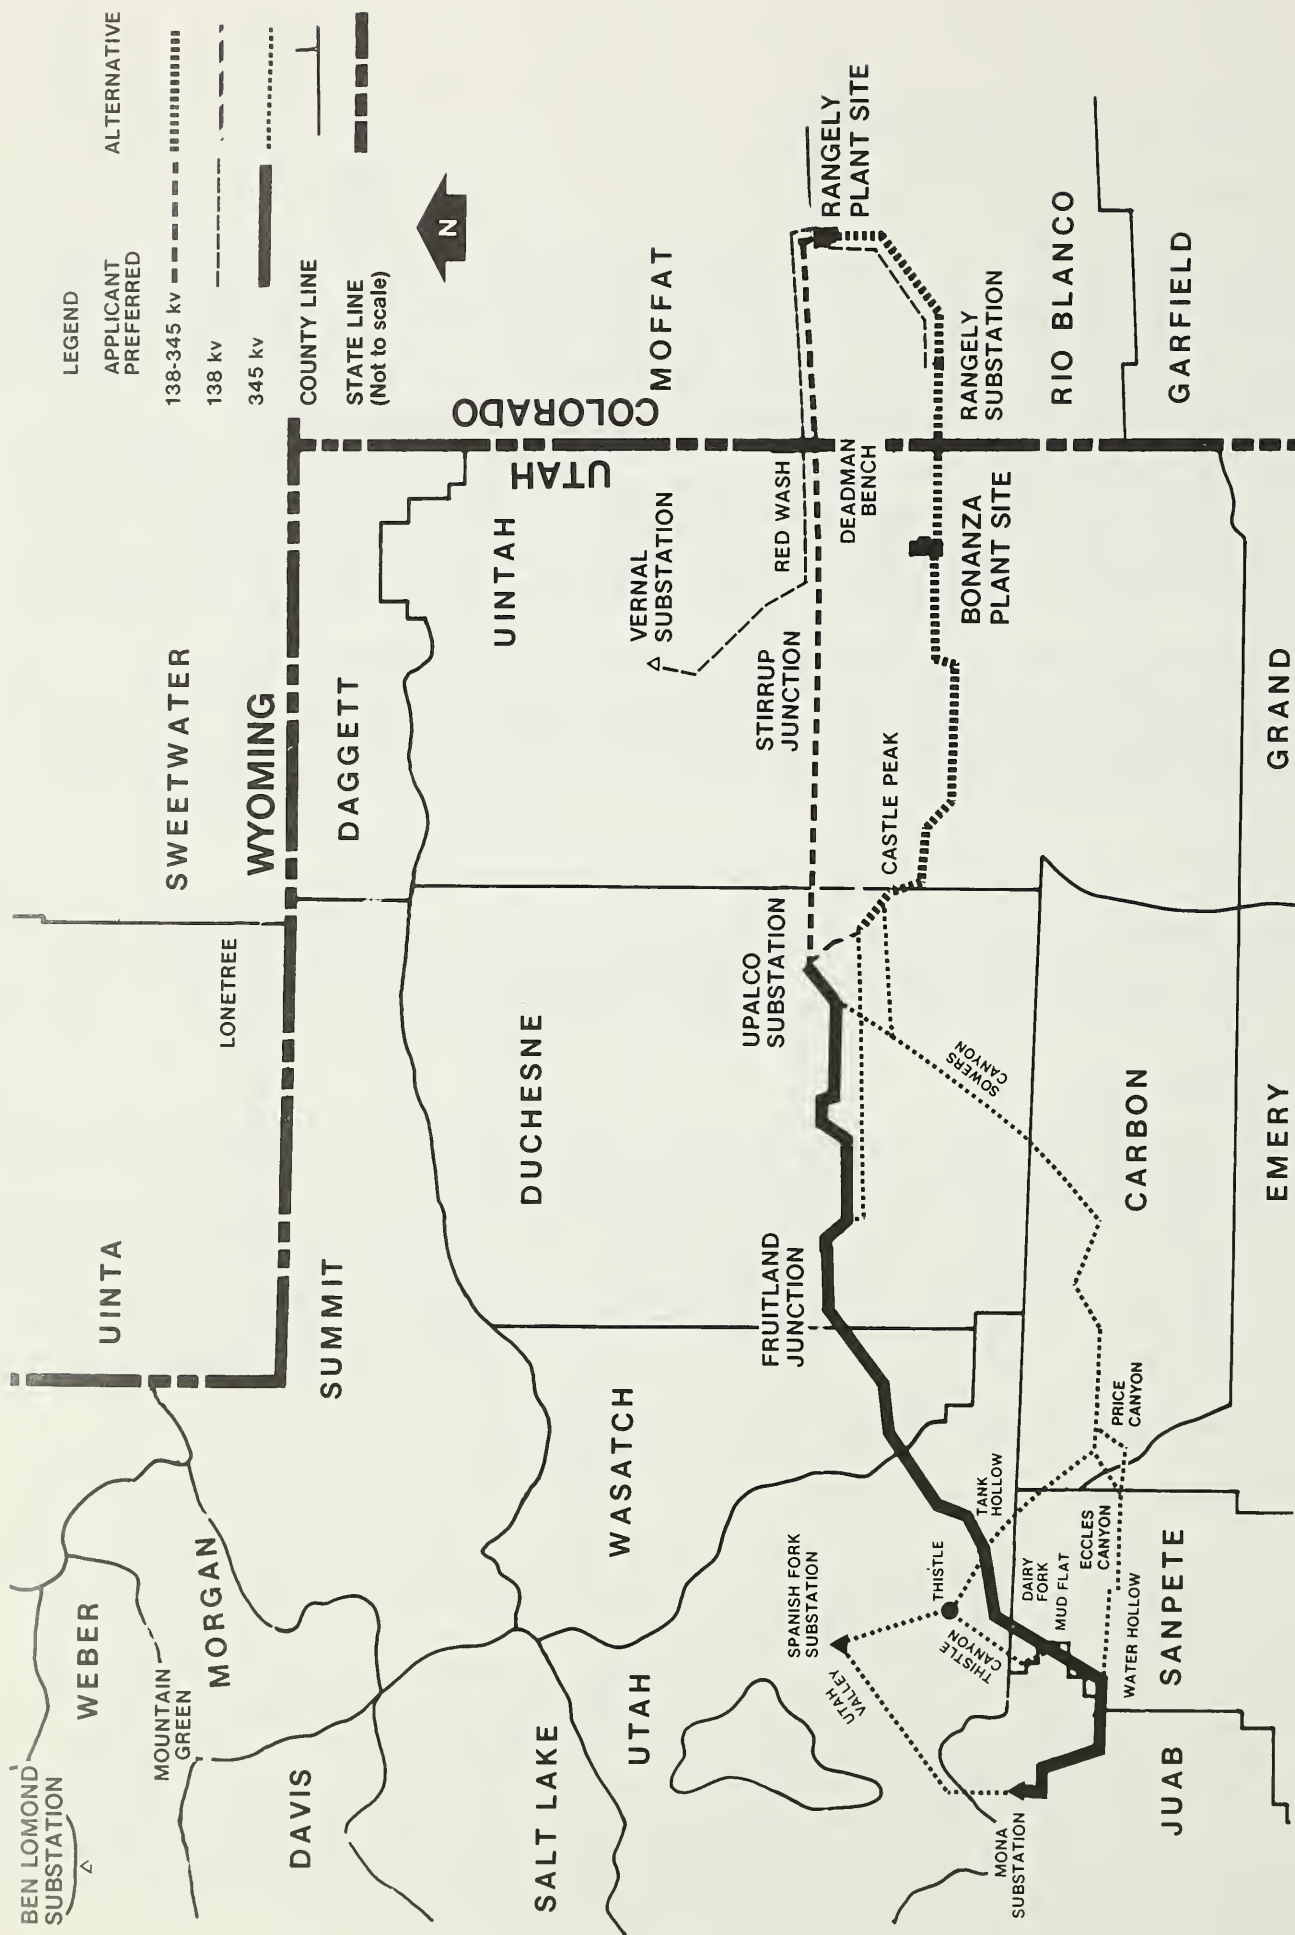 LEGEND
APPLICANT
PREFERRED
ALTERNATIVE
138-345 kv
138 kv
345 kv
COUNTY LINE
STATE LINE
(Not to scale)
N
BEN LOMOND
SUBSTATION
WEBER
MOUNTAIN
GREEN
MORGAN
DAVIS
SALT LAKE
UINTA
SUMMIT
SWEETWATER
WYOMING
LONETREE
DAGGETT
UINTAH
UTAH
COLORADO
MOFFAT
DUCHESNE
WASATCH
UTAH
VERNAL
SUBSTATION
RED WASH
STIRRUP
JUNCTION
DEADMAN
BENCH
RANGELY
PLANT SITE
RANGELY
SUBSTATION
BONANZA
PLANT SITE
CASTLE PEAK
UPALCO
SUBSTATION
FRUITLAND
JUNCTION
SOWERS
CANYON
RIO BLANCO
GARFIELD
GRAND
CARBON
EMERY
PRICE
CANYON
TANK
HOLLOW
SPANISH FORK
SUBSTATION
THISTLE
THISTLE
CANYON
UTAH
VALLEY
DAIRY
FORK
MUD FLAT
ECCLES
CANYON
WATER HOLLOW
SANPETE
JUAB
MONA
SUBSTATION